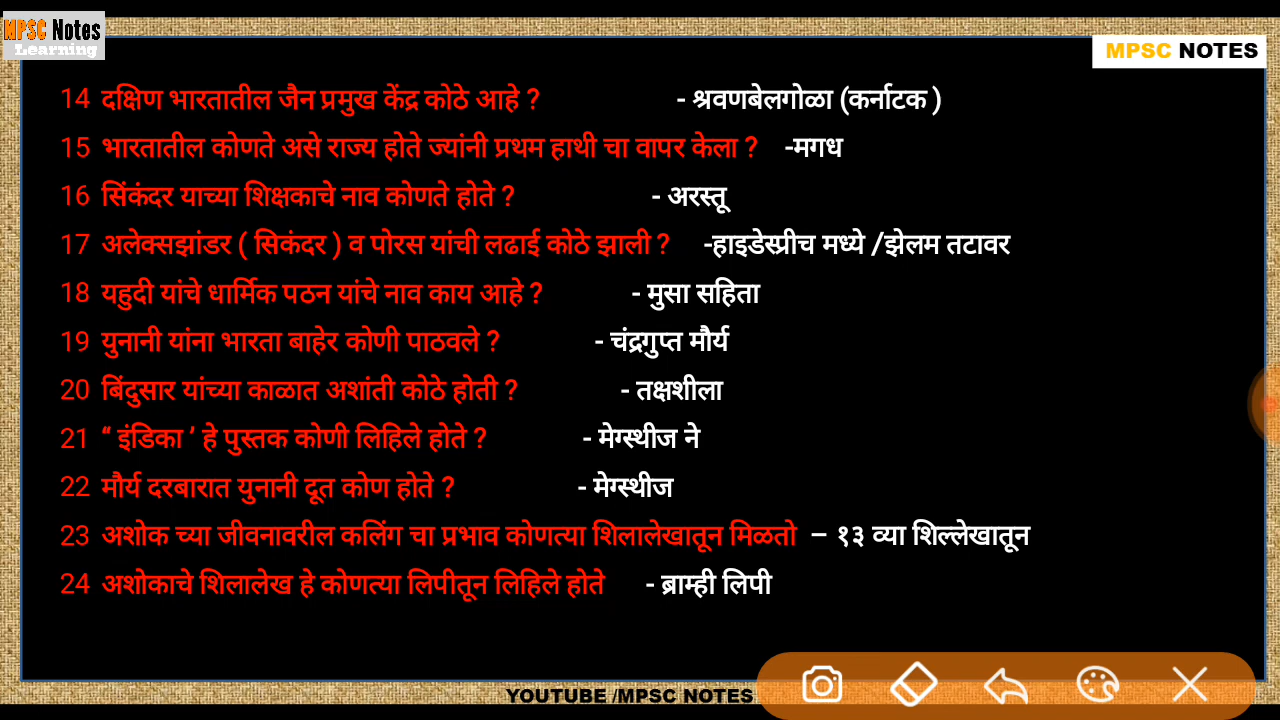 MPSC Notes
Learning
MPSC NOTES
14 दक्षिण भारतातील जैन प्रमुख केंद्र कोठे आहे ? - श्रवणबेलगोळा (कर्नाटक )
15 भारतातील कोणते असे राज्य होते ज्यांनी प्रथम हाथी चा वापर केला ? -मगध
16 सिंकंदर याच्या शिक्षकाचे नाव कोणते होते ? - अरस्तू
17 अलेक्सझांडर ( सिकंदर ) व पोरस यांची लढाई कोठे झाली ? -हाइडेस्प्रीच मध्ये /झेलम तटावर
18 यहुदी यांचे धार्मिक पठन यांचे नाव काय आहे ? - मुसा सहिता
19 युनानी यांना भारता बाहेर कोणी पाठवले ? - चंद्रगुप्त मौर्य
20 बिंदुसार यांच्या काळात अशांती कोठे होती ? - तक्षशीला
21 “ इंडिका ’ हे पुस्तक कोणी लिहिले होते ? - मेग्स्थीज ने
22 मौर्य दरबारात युनानी दूत कोण होते ? - मेग्स्थीज
23 अशोक च्या जीवनावरील कलिंग चा प्रभाव कोणत्या शिलालेखातून मिळतो – १३ व्या शिल्लेखातून
24 अशोकाचे शिलालेख हे कोणत्या लिपीतून लिहिले होते - ब्राम्ही लिपी
YOUTUBE /MPSC NOTES